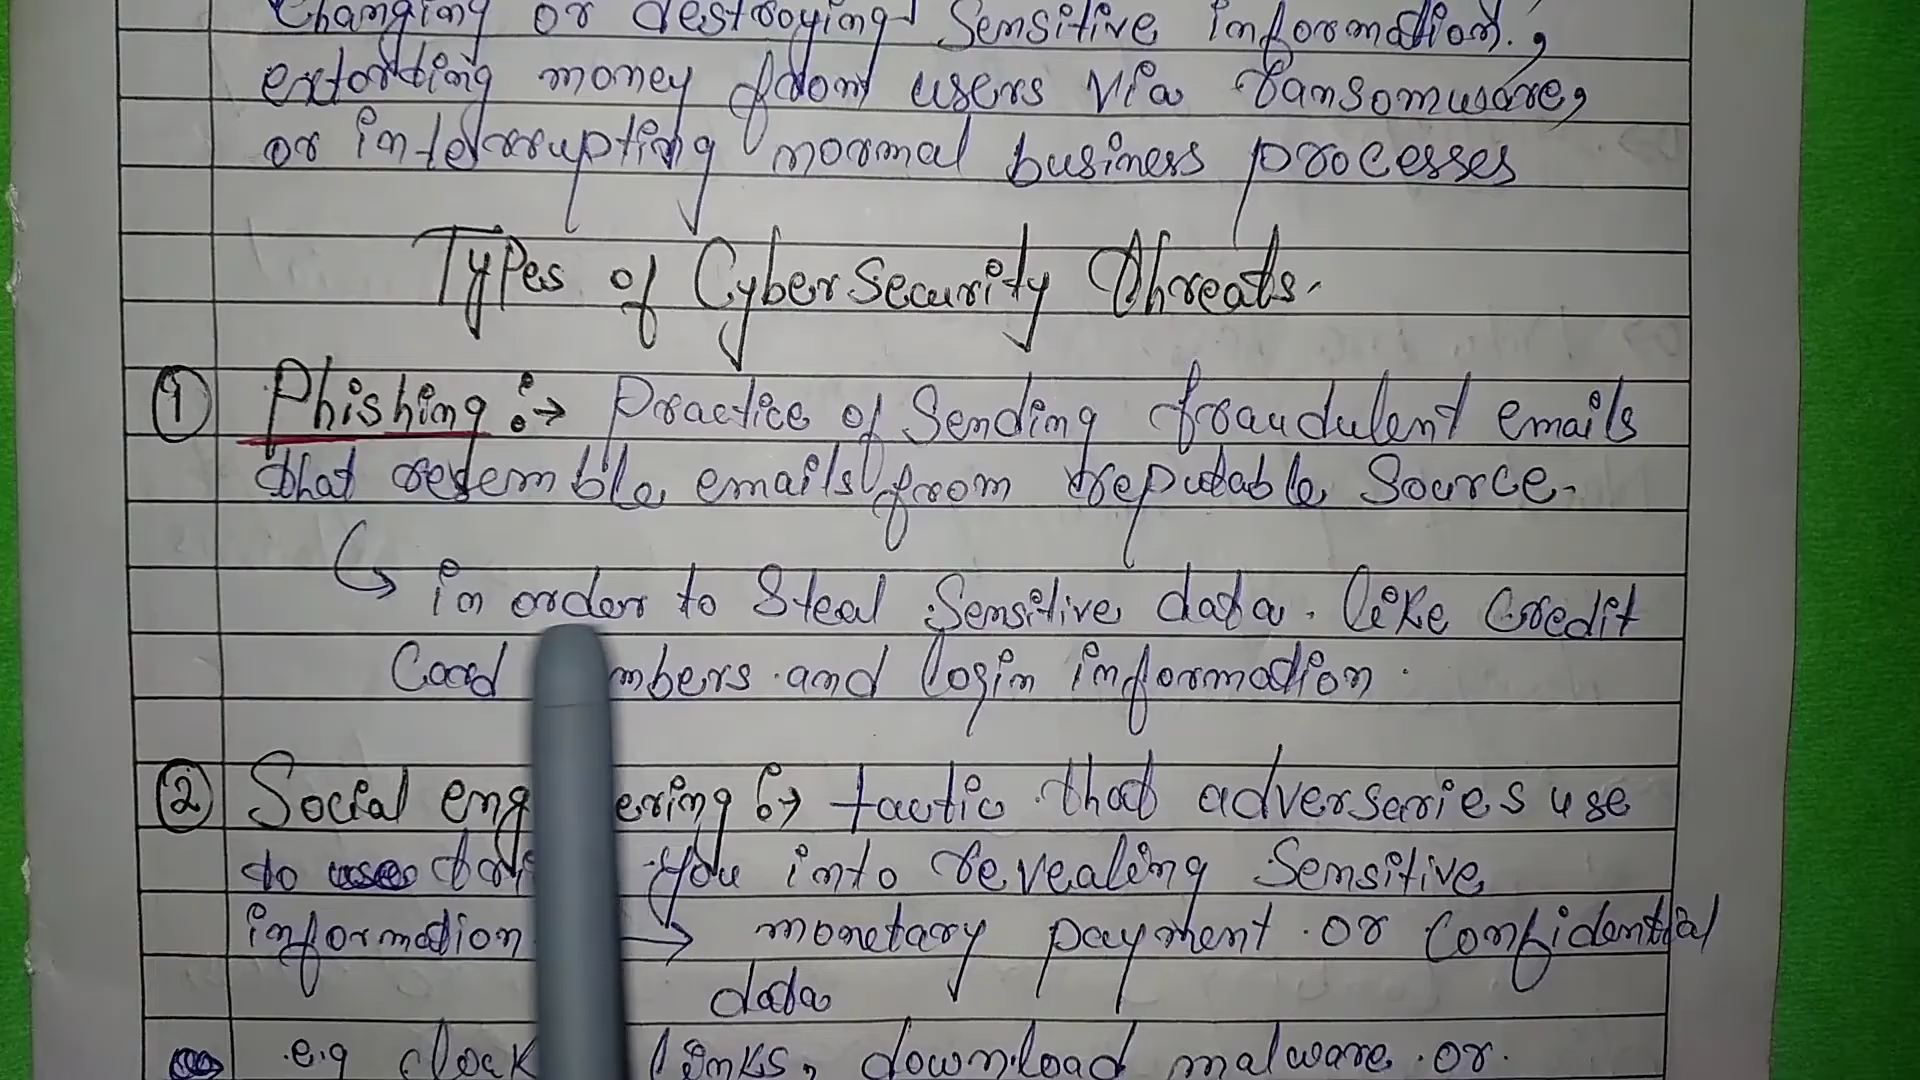 Changing or destroying Sensitive information.,
extorting money from users via ransomware,
or interrupting normal business processes
Types of CyberSecurity threats.
① Phishing :→ Practice of Sending fraudulent emails
that resemble emails from reputable Source.
↳ in order to Steal Sensitive data. like Credit
Card mbers and login information.
② Social eng ering :→ tactic that adverseries use
to you into revealing Sensitive
information → monetary payment or Confidential
data
e.g links, download malware or